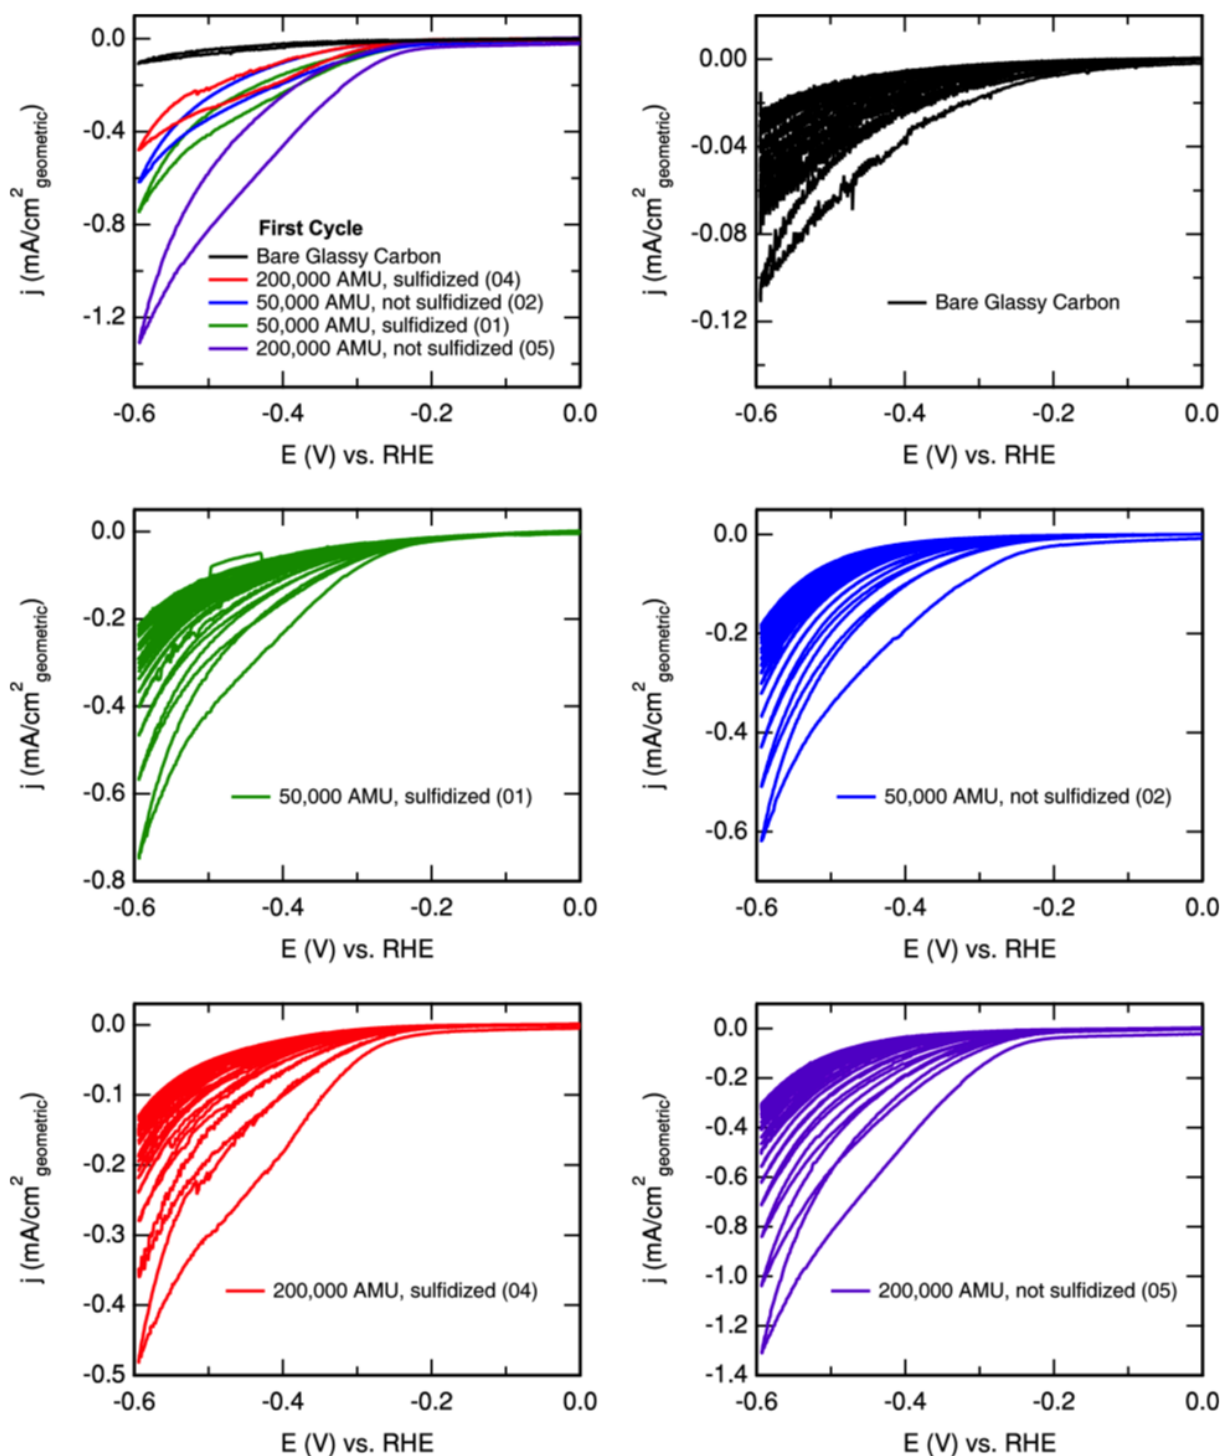 0.0
-0.4
-0.8
-1.2
j (mA/cm2geometric)
First Cycle
Bare Glassy Carbon
200,000 AMU, sulfidized (04)
50,000 AMU, not sulfidized (02)
50,000 AMU, sulfidized (01)
200,000 AMU, not sulfidized (05)
-0.6 -0.4 -0.2 0.0
E (V) vs. RHE
0.00
-0.04
-0.08
-0.12
j (mA/cm2geometric)
Bare Glassy Carbon
-0.6 -0.4 -0.2 0.0
E (V) vs. RHE
0.0
-0.2
-0.4
-0.6
-0.8
j (mA/cm2geometric)
50,000 AMU, sulfidized (01)
-0.6 -0.4 -0.2 0.0
E (V) vs. RHE
0.0
-0.2
-0.4
-0.6
j (mA/cm2geometric)
50,000 AMU, not sulfidized (02)
-0.6 -0.4 -0.2 0.0
E (V) vs. RHE
0.0
-0.1
-0.2
-0.3
-0.4
-0.5
j (mA/cm2geometric)
200,000 AMU, sulfidized (04)
-0.6 -0.4 -0.2 0.0
E (V) vs. RHE
0.0
-0.2
-0.4
-0.6
-0.8
-1.0
-1.2
-1.4
j (mA/cm2geometric)
200,000 AMU, not sulfidized (05)
-0.6 -0.4 -0.2 0.0
E (V) vs. RHE